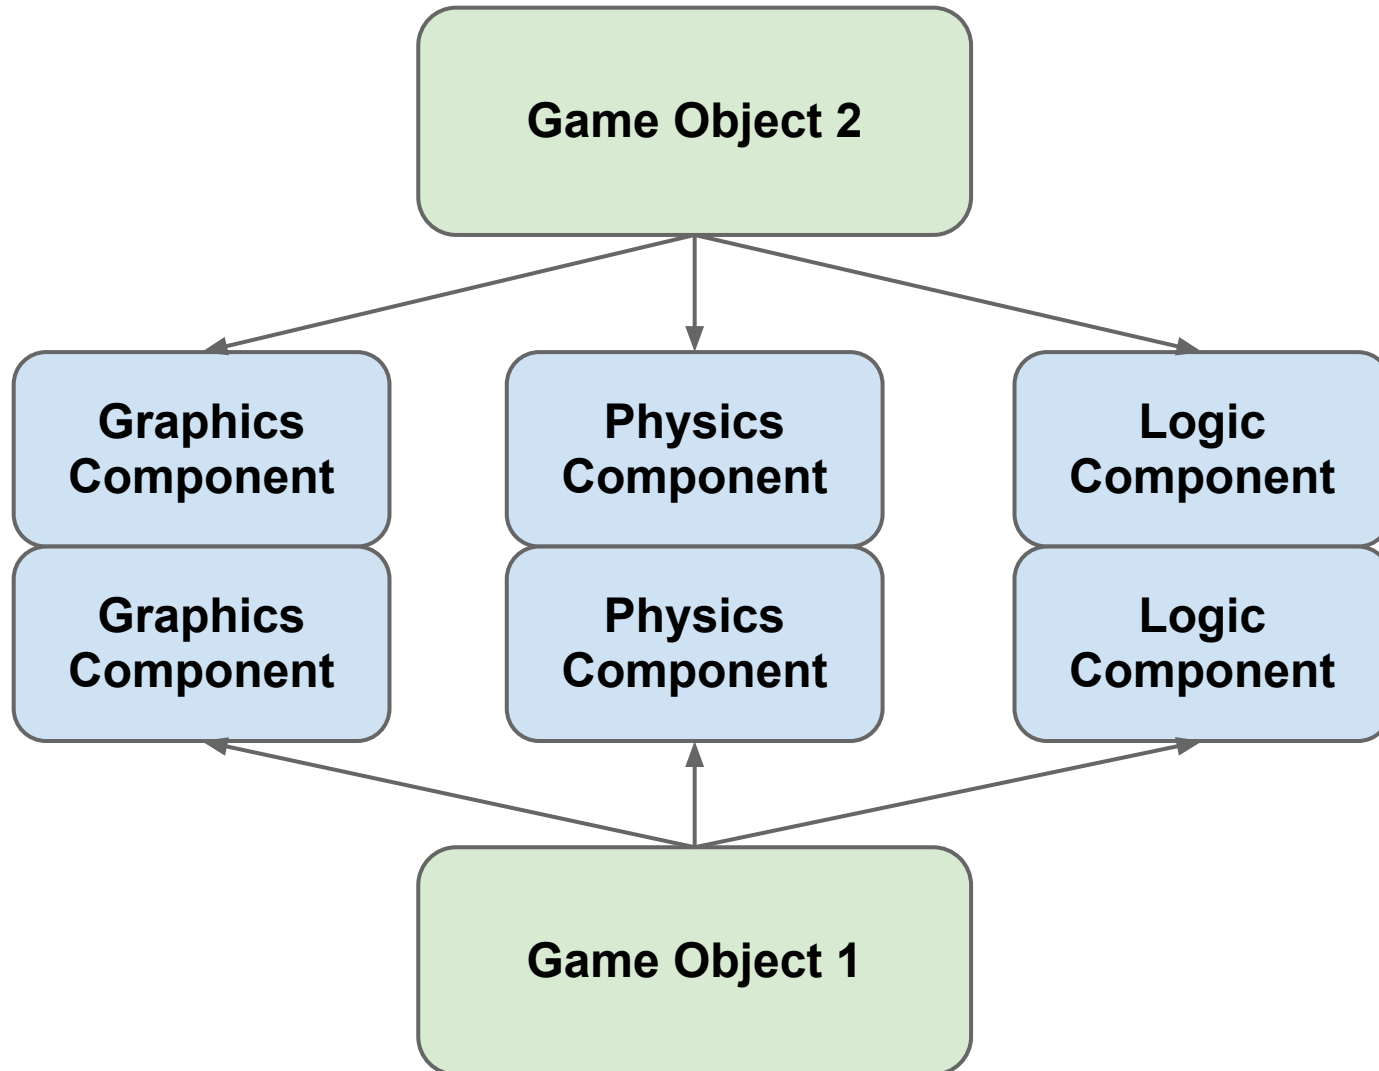 Game Object 2
Graphics
Component
Physics
Component
Logic
Component
Graphics
Component
Physics
Component
Logic
Component
Game Object 1